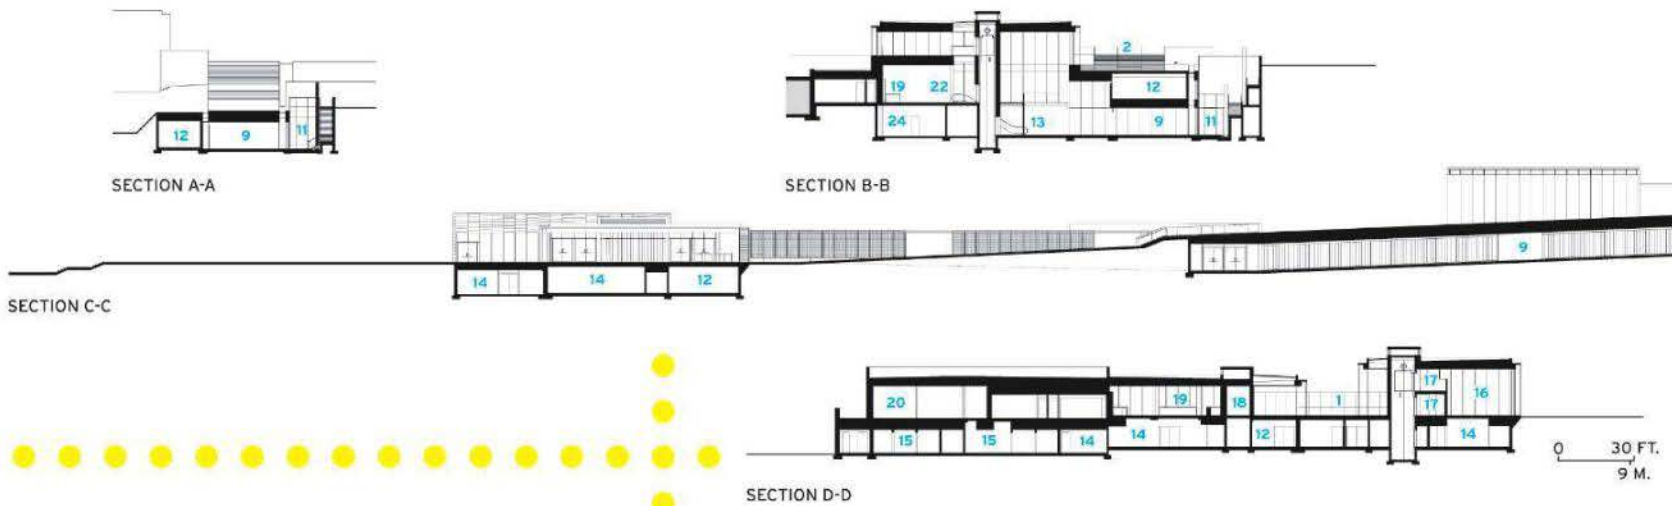 2
19 22 12
12 9 11
24 13 9 11
SECTION A-A
SECTION B-B
9
14 14 12
SECTION C-C
17
20 19 18 1 17 16
15 15 14 14 12 14
0 30 FT.
9 M.
SECTION D-D